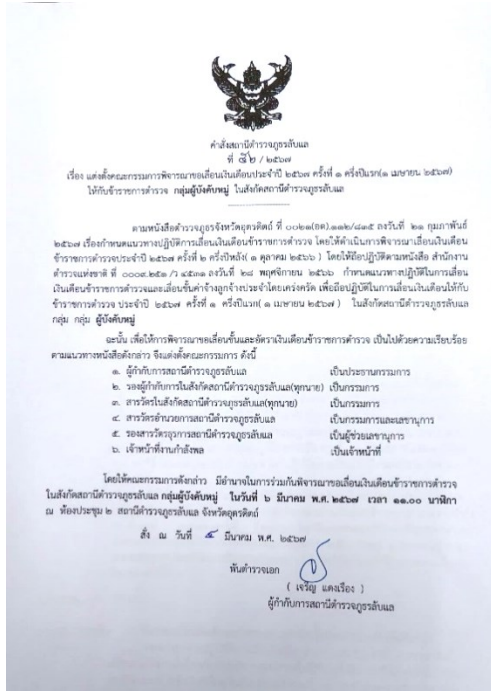 คำสั่งสถานีตำรวจภูธรลับแล
ที่ ๕๒ / ๒๕๖๗
เรื่อง แต่งตั้งคณะกรรมการพิจารณาขอเลื่อนเงินเดือนประจำปี ๒๕๖๗ ครั้งที่ ๑ ครึ่งปีแรก(๑ เมษายน ๒๕๖๗)
ให้กับข้าราชการตำรวจ กลุ่มผู้บังคับหมู่ ในสังกัดสถานีตำรวจภูธรลับแล
ตามหนังสือตำรวจภูธรจังหวัดอุตรดิตถ์ ที่ ๐๐๒๑(อต).๑๑๒/๘๓๕ ลงวันที่ ๒๑ กุมภาพันธ์
๒๕๖๗ เรื่องกำหนดแนวทางปฏิบัติการเลื่อนเงินเดือนข้าราชการตำรวจ โดยให้ดำเนินการพิจารณาเลื่อนเงินเดือน
ข้าราชการตำรวจประจำปี ๒๕๖๗ ครั้งที่ ๒ ครึ่งปีหลัง( ๑ ตุลาคม ๒๕๖๖ ) โดยให้ถือปฏิบัติตามหนังสือ สำนักงาน
ตำรวจแห่งชาติ ที่ ๐๐๐๙.๒๕๑ /ว ๔๕๓๑ ลงวันที่ ๒๘ พฤศจิกายน ๒๕๖๖ กำหนดแนวทางปฏิบัติในการเลื่อน
เงินเดือนข้าราชการตำรวจและเลื่อนขั้นค่าจ้างลูกจ้างประจำโดยเคร่งครัด เพื่อถือปฏิบัติในการเลื่อนเงินเดือนให้กับ
ข้าราชการตำรวจ ประจำปี ๒๕๖๗ ครั้งที่ ๑ ครึ่งปีแรก( ๑ เมษายน ๒๕๖๗ ) ในสังกัดสถานีตำรวจภูธรลับแล
กลุ่ม กลุ่ม ผู้บังคับหมู่
ฉะนั้น เพื่อให้การพิจารณาขอเลื่อนขั้นและอัตราเงินเดือนข้าราชการตำรวจ เป็นไปด้วยความเรียบร้อย
ตามแนวทางหนังสือดังกล่าว จึงแต่งตั้งคณะกรรมการ ดังนี้
๑. ผู้กำกับการสถานีตำรวจภูธรลับแล เป็นประธานกรรมการ
๒. รองผู้กำกับการในสังกัดสถานีตำรวจภูธรลับแล(ทุกนาย) เป็นกรรมการ
๓. สารวัตรในสังกัดสถานีตำรวจภูธรลับแล(ทุกนาย) เป็นกรรมการ
๔. สารวัตรอำนวยการสถานีตำรวจภูธรลับแล เป็นกรรมการและเลขานุการ
๕. รองสารวัตรธุรการสถานีตำรวจภูธรลับแล เป็นผู้ช่วยเลขานุการ
๖. เจ้าหน้าที่งานกำลังพล เป็นเจ้าหน้าที่
โดยให้คณะกรรมการดังกล่าว มีอำนาจในการร่วมกันพิจารณาขอเลื่อนเงินเดือนข้าราชการตำรวจ
ในสังกัดสถานีตำรวจภูธรลับแล กลุ่มผู้บังคับหมู่ ในวันที่ ๖ มีนาคม พ.ศ. ๒๕๖๗ เวลา ๑๑.๐๐ นาฬิกา
ณ ห้องประชุม ๒ สถานีตำรวจภูธรลับแล จังหวัดอุตรดิตถ์
สั่ง ณ วันที่ ๕ มีนาคม พ.ศ. ๒๕๖๗
พันตำรวจเอก
( เจริญ แดงเรือง )
ผู้กำกับการสถานีตำรวจภูธรลับแล